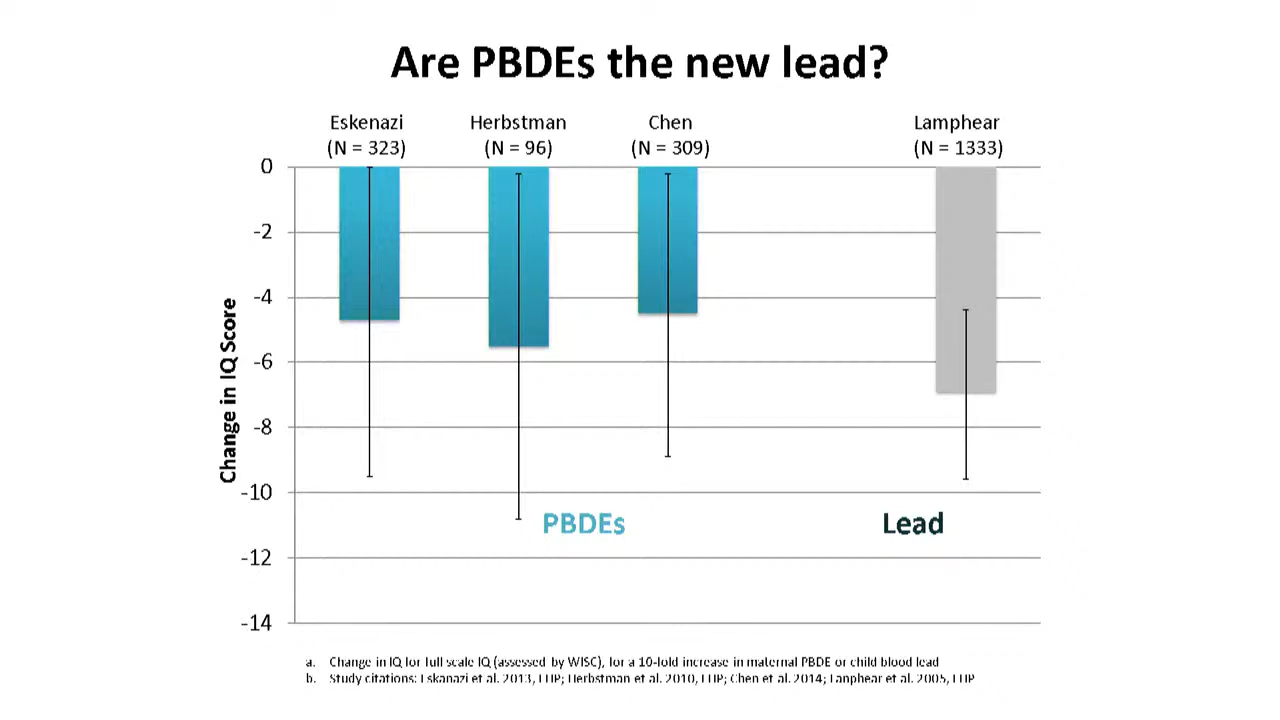 Are PBDEs the new lead?
Eskenazi
(N = 323)
Herbstman
(N = 96)
Chen
(N = 309)
Lamphear
(N = 1333)
0
-2
-4
-6
-8
-10
-12
-14
Change in IQ Score
PBDEs
Lead
a. Change in IQ for full scale IQ (assessed by WISC), for a 10-fold increase in maternal PBDE or child blood lead
b. Study citations: Eskanazi et al. 2013, EHP; Herbstman et al. 2010, EHP; Chen et al. 2014; Lanphear et al. 2005, EHP